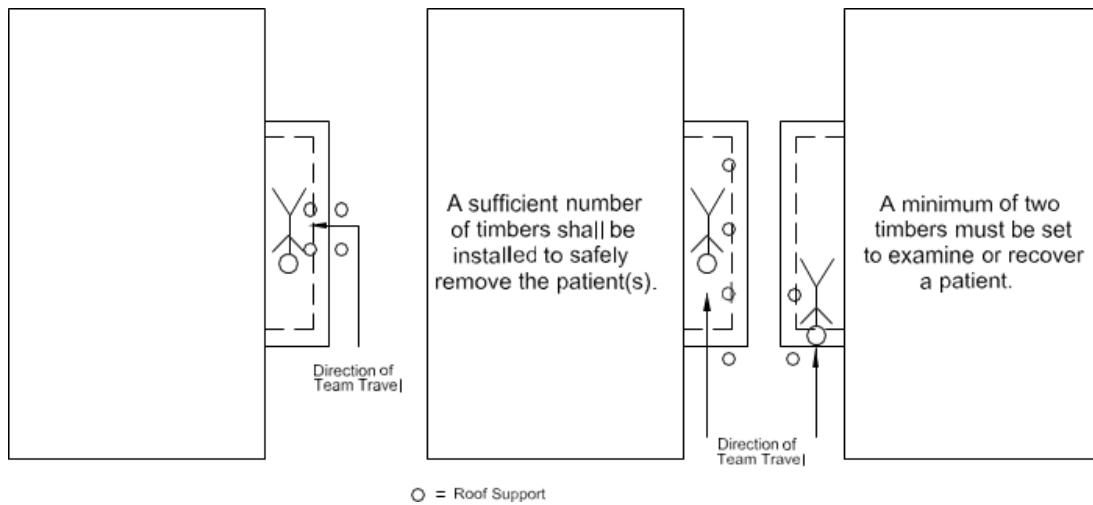 A sufficient number
of timbers shall be
installed to safely
remove the patient(s).
A minimum of two
timbers must be set
to examine or recover
a patient.
Direction of
Team Travel
Direction of
Team Travel
= Roof Support